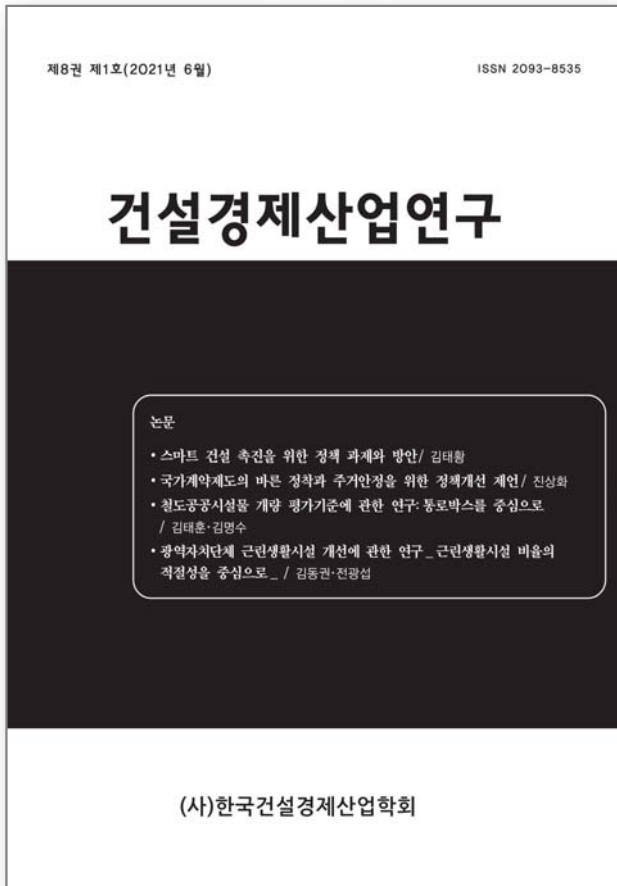 제8권 제1호(2021년 6월)
ISSN 2093-8535
건설경제산업연구
논문
• 스마트 건설 촉진을 위한 정책 과제와 방안/ 김태황
• 국가계약제도의 바른 정착과 주거안정을 위한 정책개선 제언/ 진상화
• 철도공공시설물 개량 평가기준에 관한 연구: 통로박스를 중심으로
/ 김태훈·김명수
• 광역자치단체 근린생활시설 개선에 관한 연구_근린생활시설 비율의
적절성을 중심으로_ / 김동권·전광섭
(사)한국건설경제산업학회